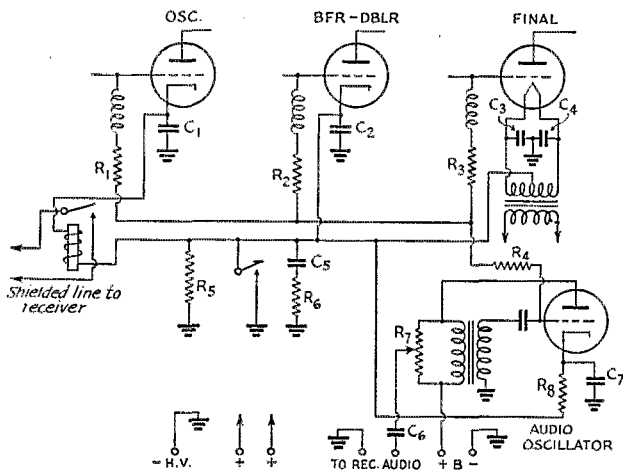 OSC.
BFR-DBLR
FINAL
C1
C2
C3
C4
R1
R2
R3
R4
Shielded line to
receiver
R5
C5
R6
R7
R8
C7
C6
AUDIO
OSCILLATOR
- H.V.
+
+
TO REC. AUDIO
+ B -